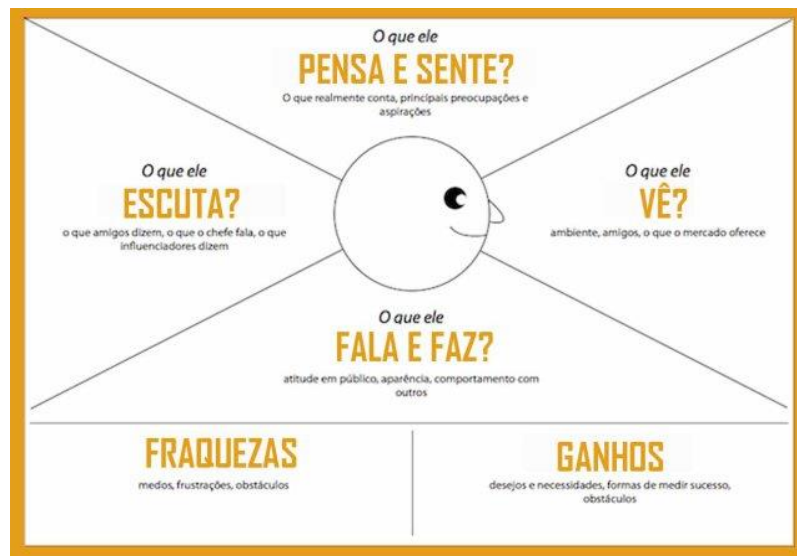 O que ele
PENSA E SENTE?
O que realmente conta, principais preocupações e
aspirações
O que ele
ESCUTA?
o que amigos dizem, o que o chefe fala, o que
influenciadores dizem
O que ele
VÊ?
ambiente, amigos, o que o mercado oferece
O que ele
FALA E FAZ?
atitude em público, aparência, comportamento com
outros
FRAQUEZAS
medos, frustrações, obstáculos
GANHOS
desejos e necessidades, formas de medir sucesso,
obstáculos